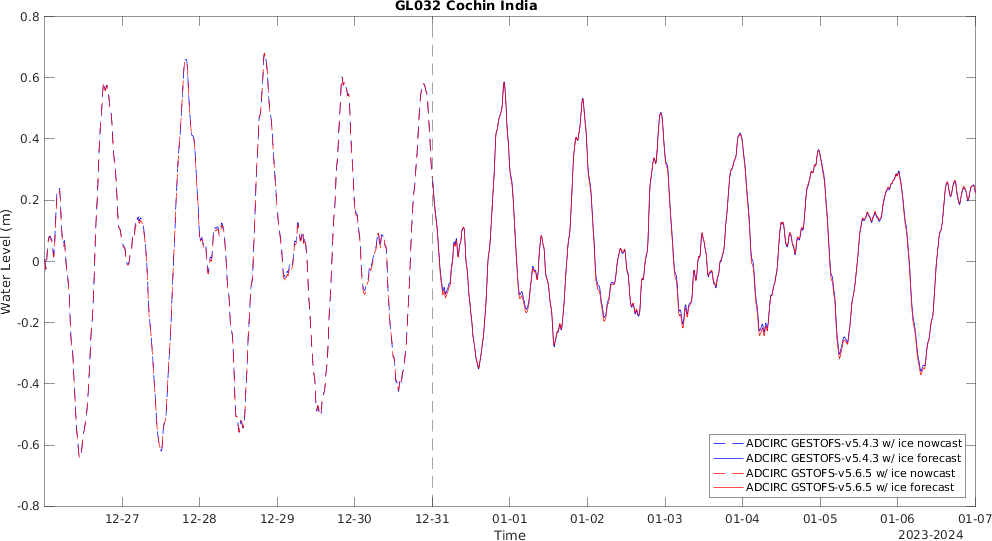 GL032 Cochin India
0.8
0.6
0.4
0.2
0
-0.2
-0.4
-0.6
-0.8
Water Level (m)
ADCIRC GESTOFS-v5.4.3 w/ ice nowcast
ADCIRC GESTOFS-v5.4.3 w/ ice forecast
ADCIRC GSTOFS-v5.6.5 w/ ice nowcast
ADCIRC GSTOFS-v5.6.5 w/ ice forecast
12-27 12-28 12-29 12-30 12-31 01-01 01-02 01-03 01-04 01-05 01-06 01-07
Time
2023-2024